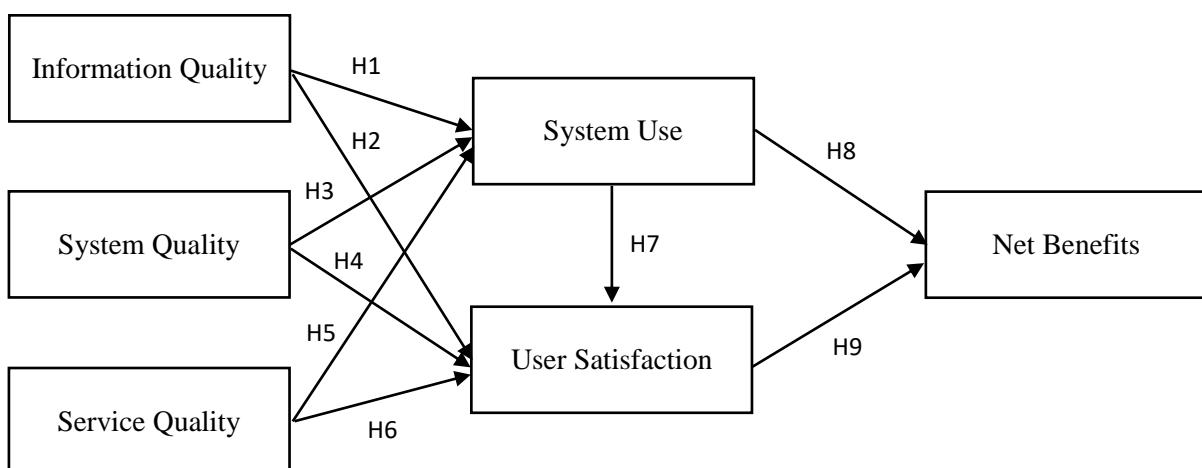 Information Quality
H1
System Use
H2
H8
H3
System Quality
H7
Net Benefits
H4
H5
User Satisfaction
H9
Service Quality
H6